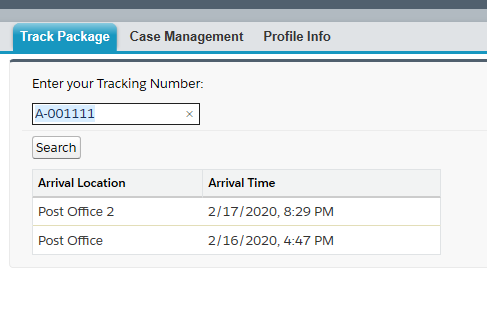 Track Package Case Management Profile Info
Enter your Tracking Number:
A-001111 ×
Search
Arrival Location Arrival Time
Post Office 2 2/17/2020, 8:29 PM
Post Office 2/16/2020, 4:47 PM